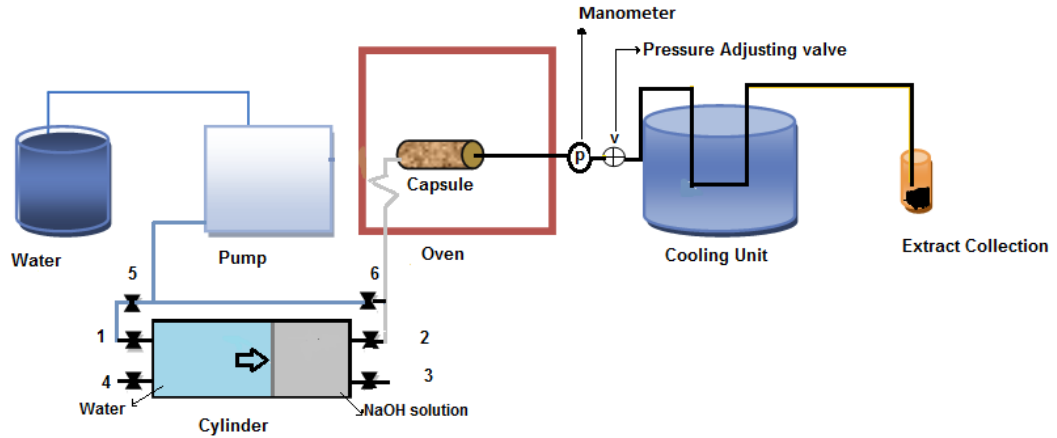 Manometer
Pressure Adjusting valve
v
p
Capsule
Water
Pump
Oven
Cooling Unit
Extract Collection
5
6
1
2
4
3
Water
NaOH solution
Cylinder